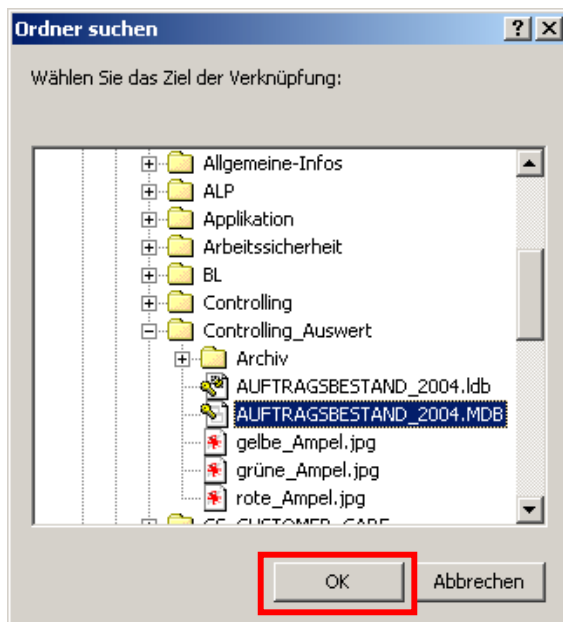 Ordner suchen
Wählen Sie das Ziel der Verknüpfung:
Allgemeine-Infos
ALP
Applikation
Arbeitssicherheit
BL
Controlling
Controlling_Auswert
Archiv
AUFTRAGSBESTAND_2004.ldb
AUFTRAGSBESTAND_2004.MDB
gelbe_Ampel.jpg
grüne_Ampel.jpg
rote_Ampel.jpg
OK Abbrechen